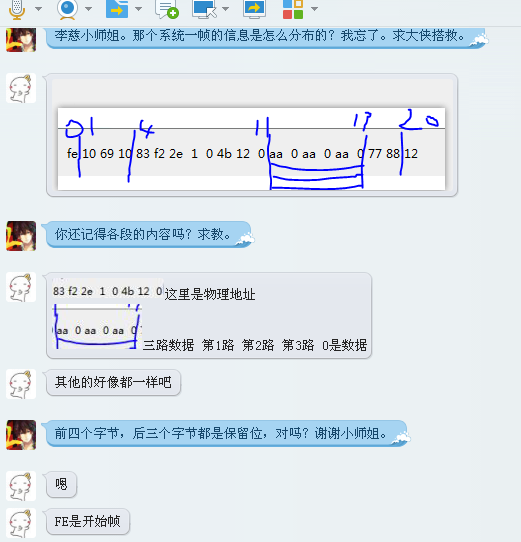 李慈小师姐。那个系统一帧的信息是怎么分布的？我忘了。求大侠搭救。
0 1 4 11 17 20
fe 10 69 10 83 f2 2e 1 0 4b 12 0 aa 0 aa 0 aa 0 77 88 12
你还记得各段的内容吗？求教。
83 f2 2e 1 0 4b 12 0 这里是物理地址
aa 0 aa 0 aa 0 三路数据 第1路 第2路 第3路 0是数据
其他的好像都一样吧
前四个字节，后三个字节都是保留位，对吗？谢谢小师姐。
嗯
FE是开始帧